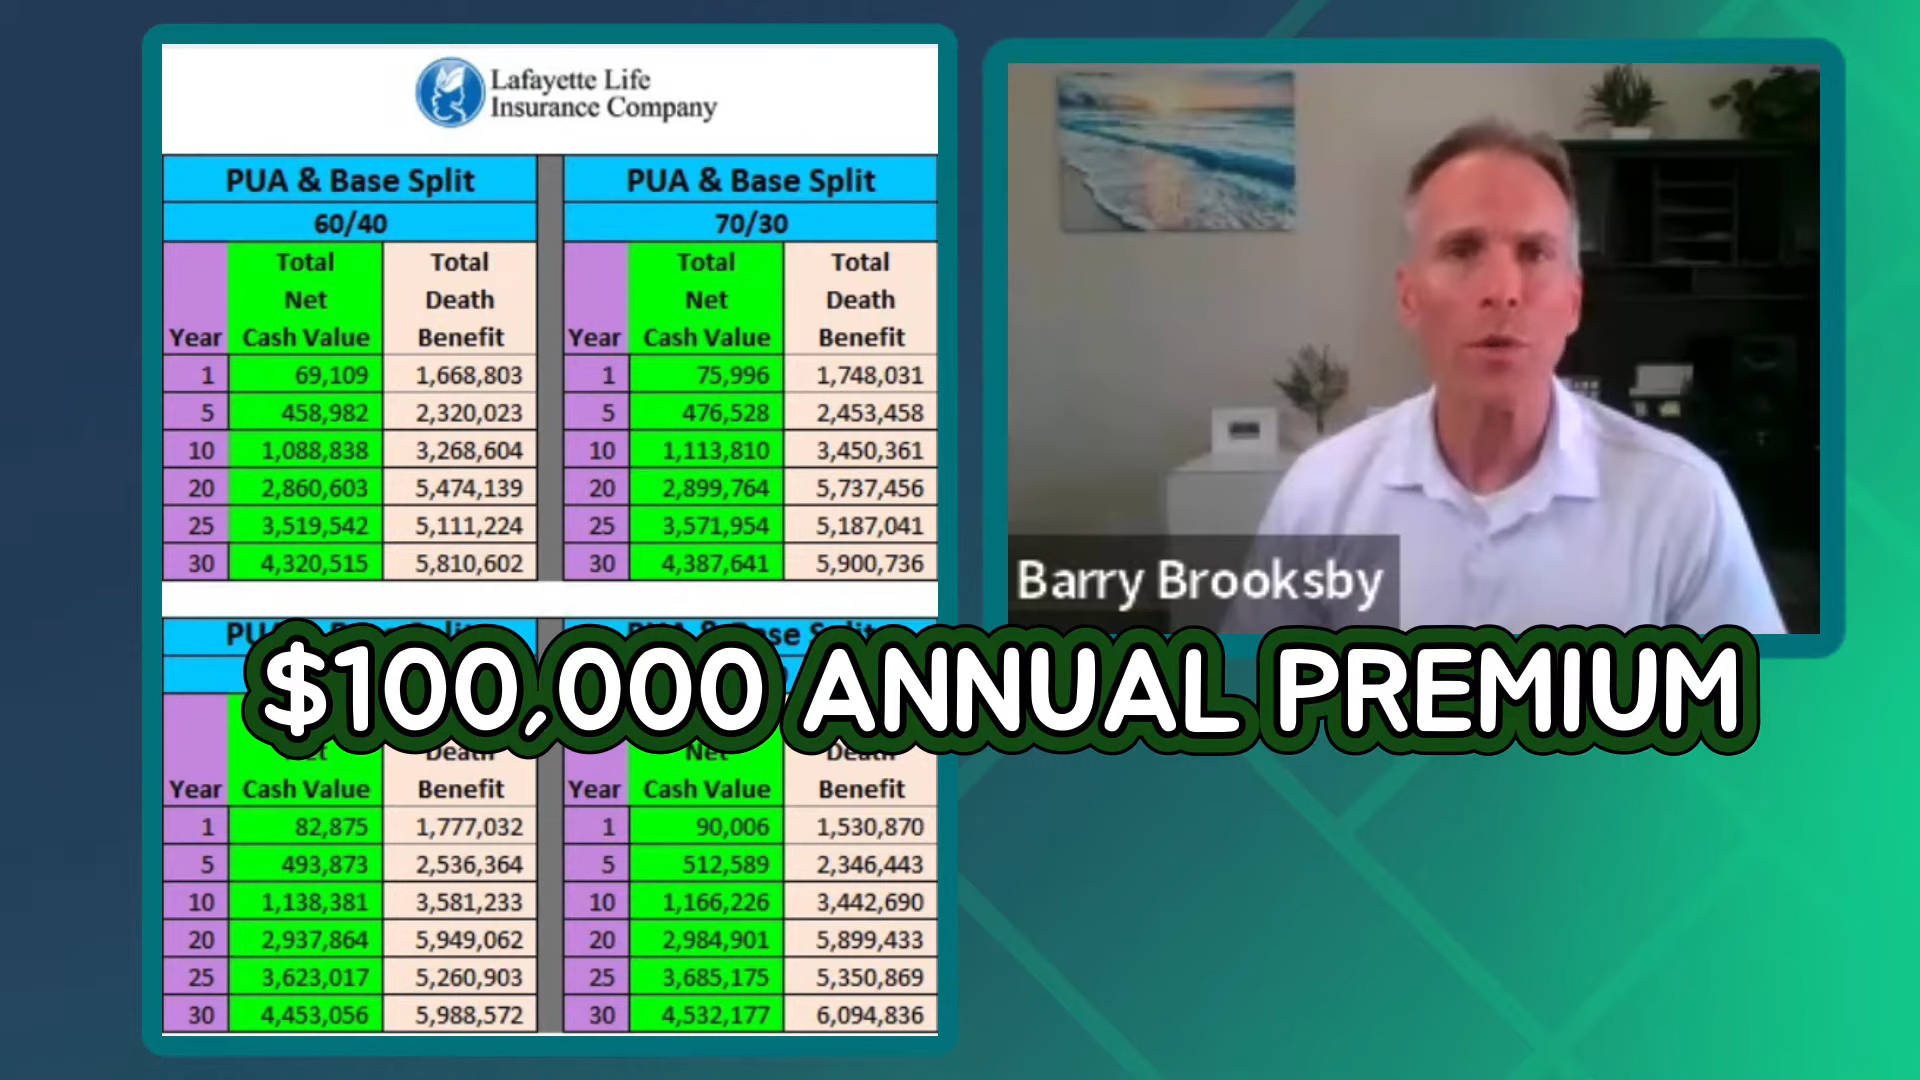 Lafayette Life
Insurance Company
PUA & Base Split
60/40
Total Total
Net Death
Year Cash Value Benefit
1 69,109 1,668,803
5 458,982 2,320,023
10 1,088,838 3,268,604
20 2,860,603 5,474,139
25 3,519,542 5,111,224
30 4,320,515 5,810,602
PUA & Base Split
70/30
Total Total
Net Death
Year Cash Value Benefit
1 75,996 1,748,031
5 476,528 2,453,458
10 1,113,810 3,450,361
20 2,899,764 5,737,456
25 3,571,954 5,187,041
30 4,387,641 5,900,736
Barry Brooksby
$100,000 ANNUAL PREMIUM
Net Death
Year Cash Value Benefit
1 82,875 1,777,032
5 493,873 2,536,364
10 1,138,381 3,581,233
20 2,937,864 5,949,062
25 3,623,017 5,260,903
30 4,453,056 5,988,572
PUA & Base Split
Net Death
Year Cash Value Benefit
1 90,006 1,530,870
5 512,589 2,346,443
10 1,166,226 3,442,690
20 2,984,901 5,899,433
25 3,685,175 5,350,869
30 4,532,177 6,094,836